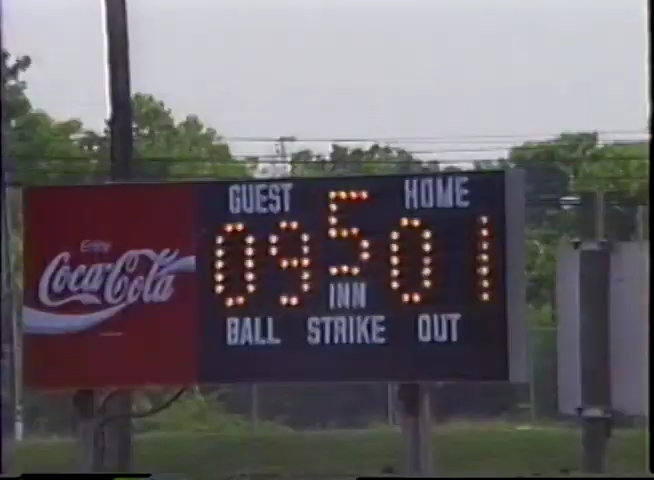 Enjoy
Coca-Cola
GUEST HOME
09 5 01
INN
BALL STRIKE OUT